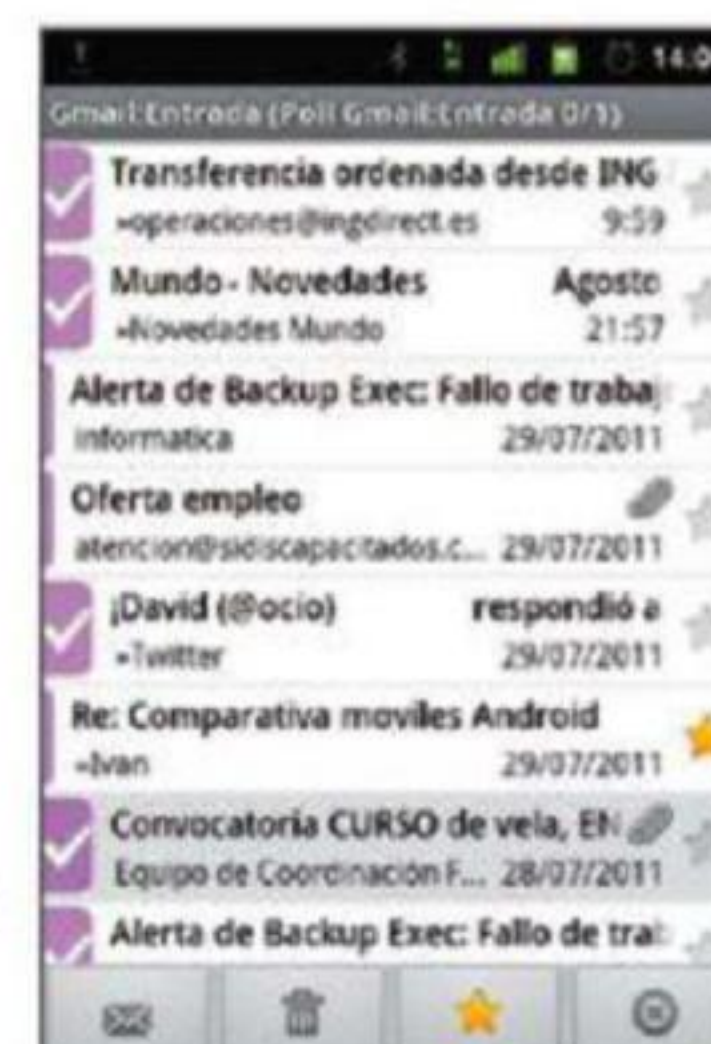 14:0
Gmail:Entrada (Poll Gmail:Entrada 0/1)
Transferencia ordenada desde ING
»operaciones@ingdirect.es 9:59
Mundo - Novedades Agosto
»Novedades Mundo 21:57
Alerta de Backup Exec: Fallo de trabaj
informatica 29/07/2011
Oferta empleo
atencion@sidiscapacitados.c... 29/07/2011
¡David (@ocio) respondió a
»Twitter 29/07/2011
Re: Comparativa moviles Android
»Ivan 29/07/2011
Convocatoria CURSO de vela, EN
Equipo de Coordinación F... 28/07/2011
Alerta de Backup Exec: Fallo de trab